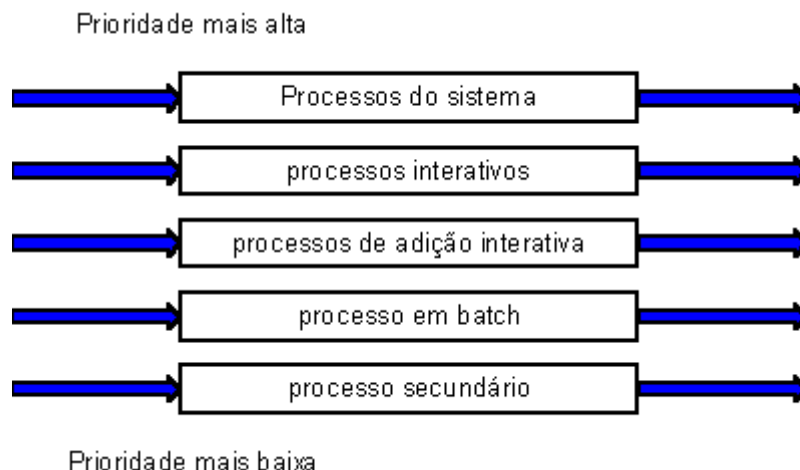 Prioridade mais alta
Processos do sistema
processos interativos
processos de adição interativa
processo em batch
processo secundário
Prioridade mais baixa